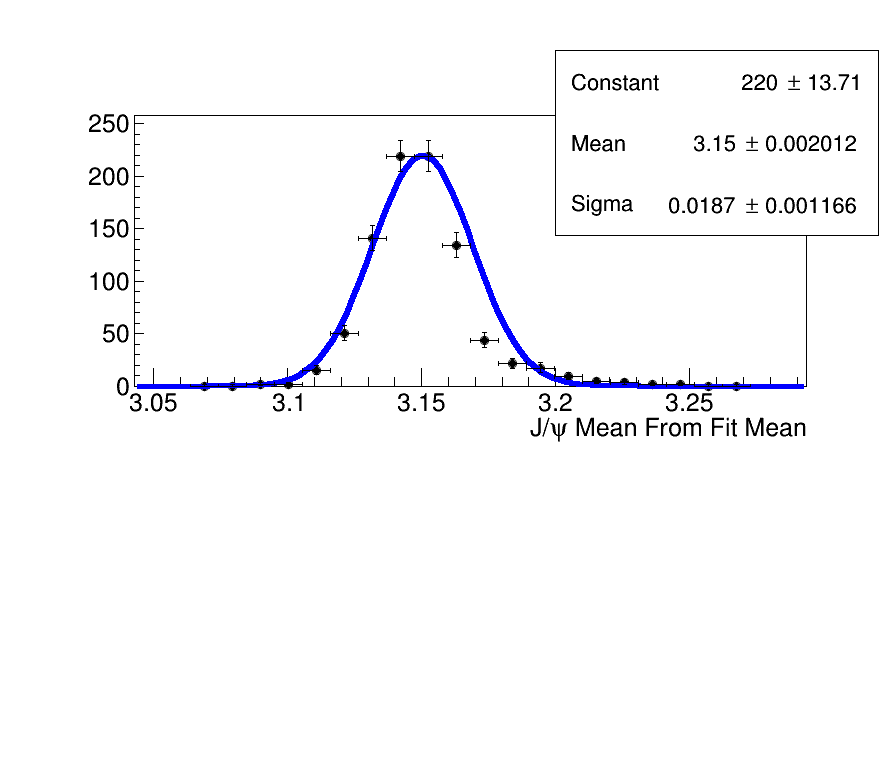 Constant 220 ± 13.71
Mean 3.15 ± 0.002012
Sigma 0.0187 ± 0.001166
250
200
150
100
50
0
3.05 3.1 3.15 3.2 3.25
J/ψ Mean From Fit Mean